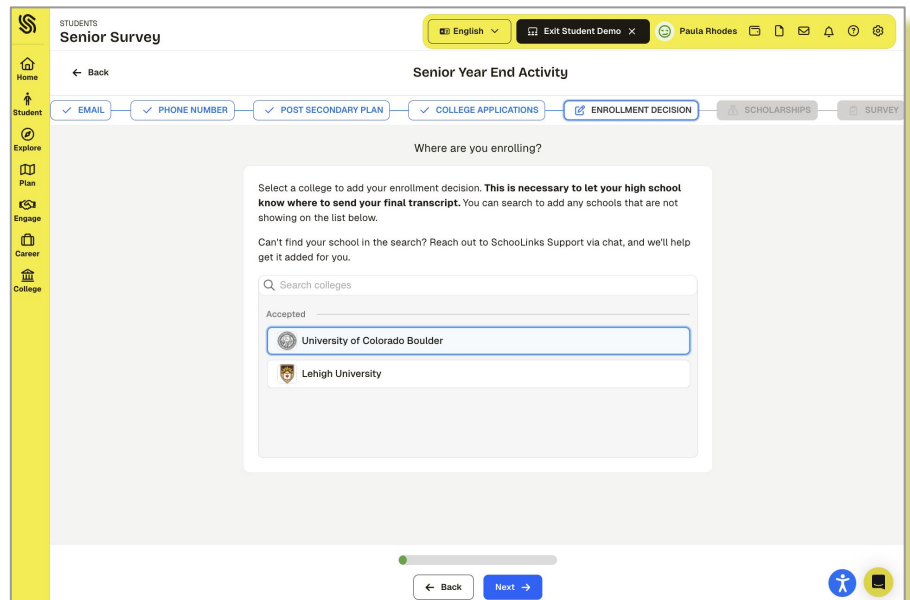 STUDENTS
Senior Survey
English
Exit Student Demo
Paula Rhodes
Home
Student
Explore
Plan
Engage
Career
College
Back
Senior Year End Activity
EMAIL
PHONE NUMBER
POST SECONDARY PLAN
COLLEGE APPLICATIONS
ENROLLMENT DECISION
SCHOLARSHIPS
SURVEY
Where are you enrolling?
Select a college to add your enrollment decision. This is necessary to let your high school
know where to send your final transcript. You can search to add any schools that are not
showing on the list below.
Can't find your school in the search? Reach out to SchooLinks Support via chat, and we'll help
get it added for you.
Search colleges
Accepted
University of Colorado Boulder
Lehigh University
Back
Next